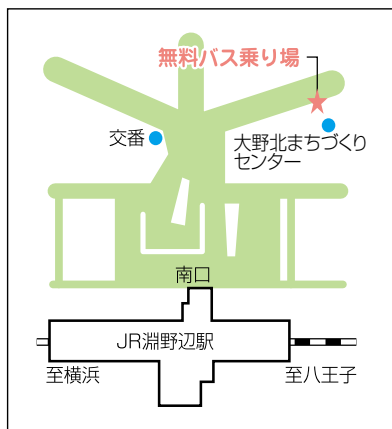 無料バス乗り場
交番
大野北まちづくり
センター
南口
JR淵野辺駅
至横浜
至八王子